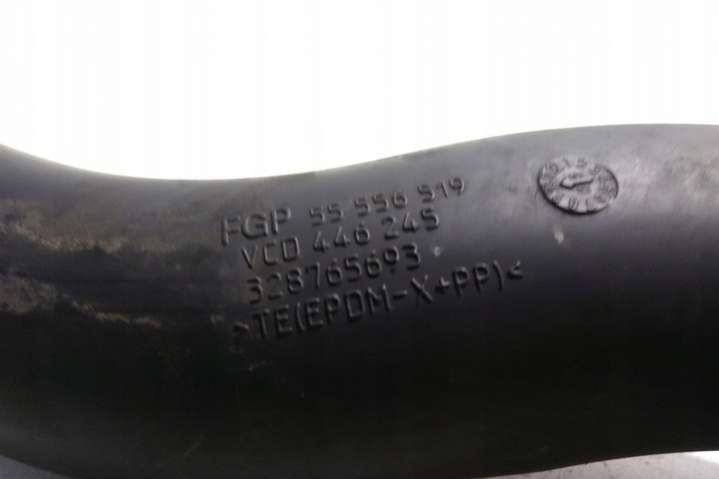 FGP 55 556 519
VCD 446 245
328765693
>TE(EPDM-X+PP)<